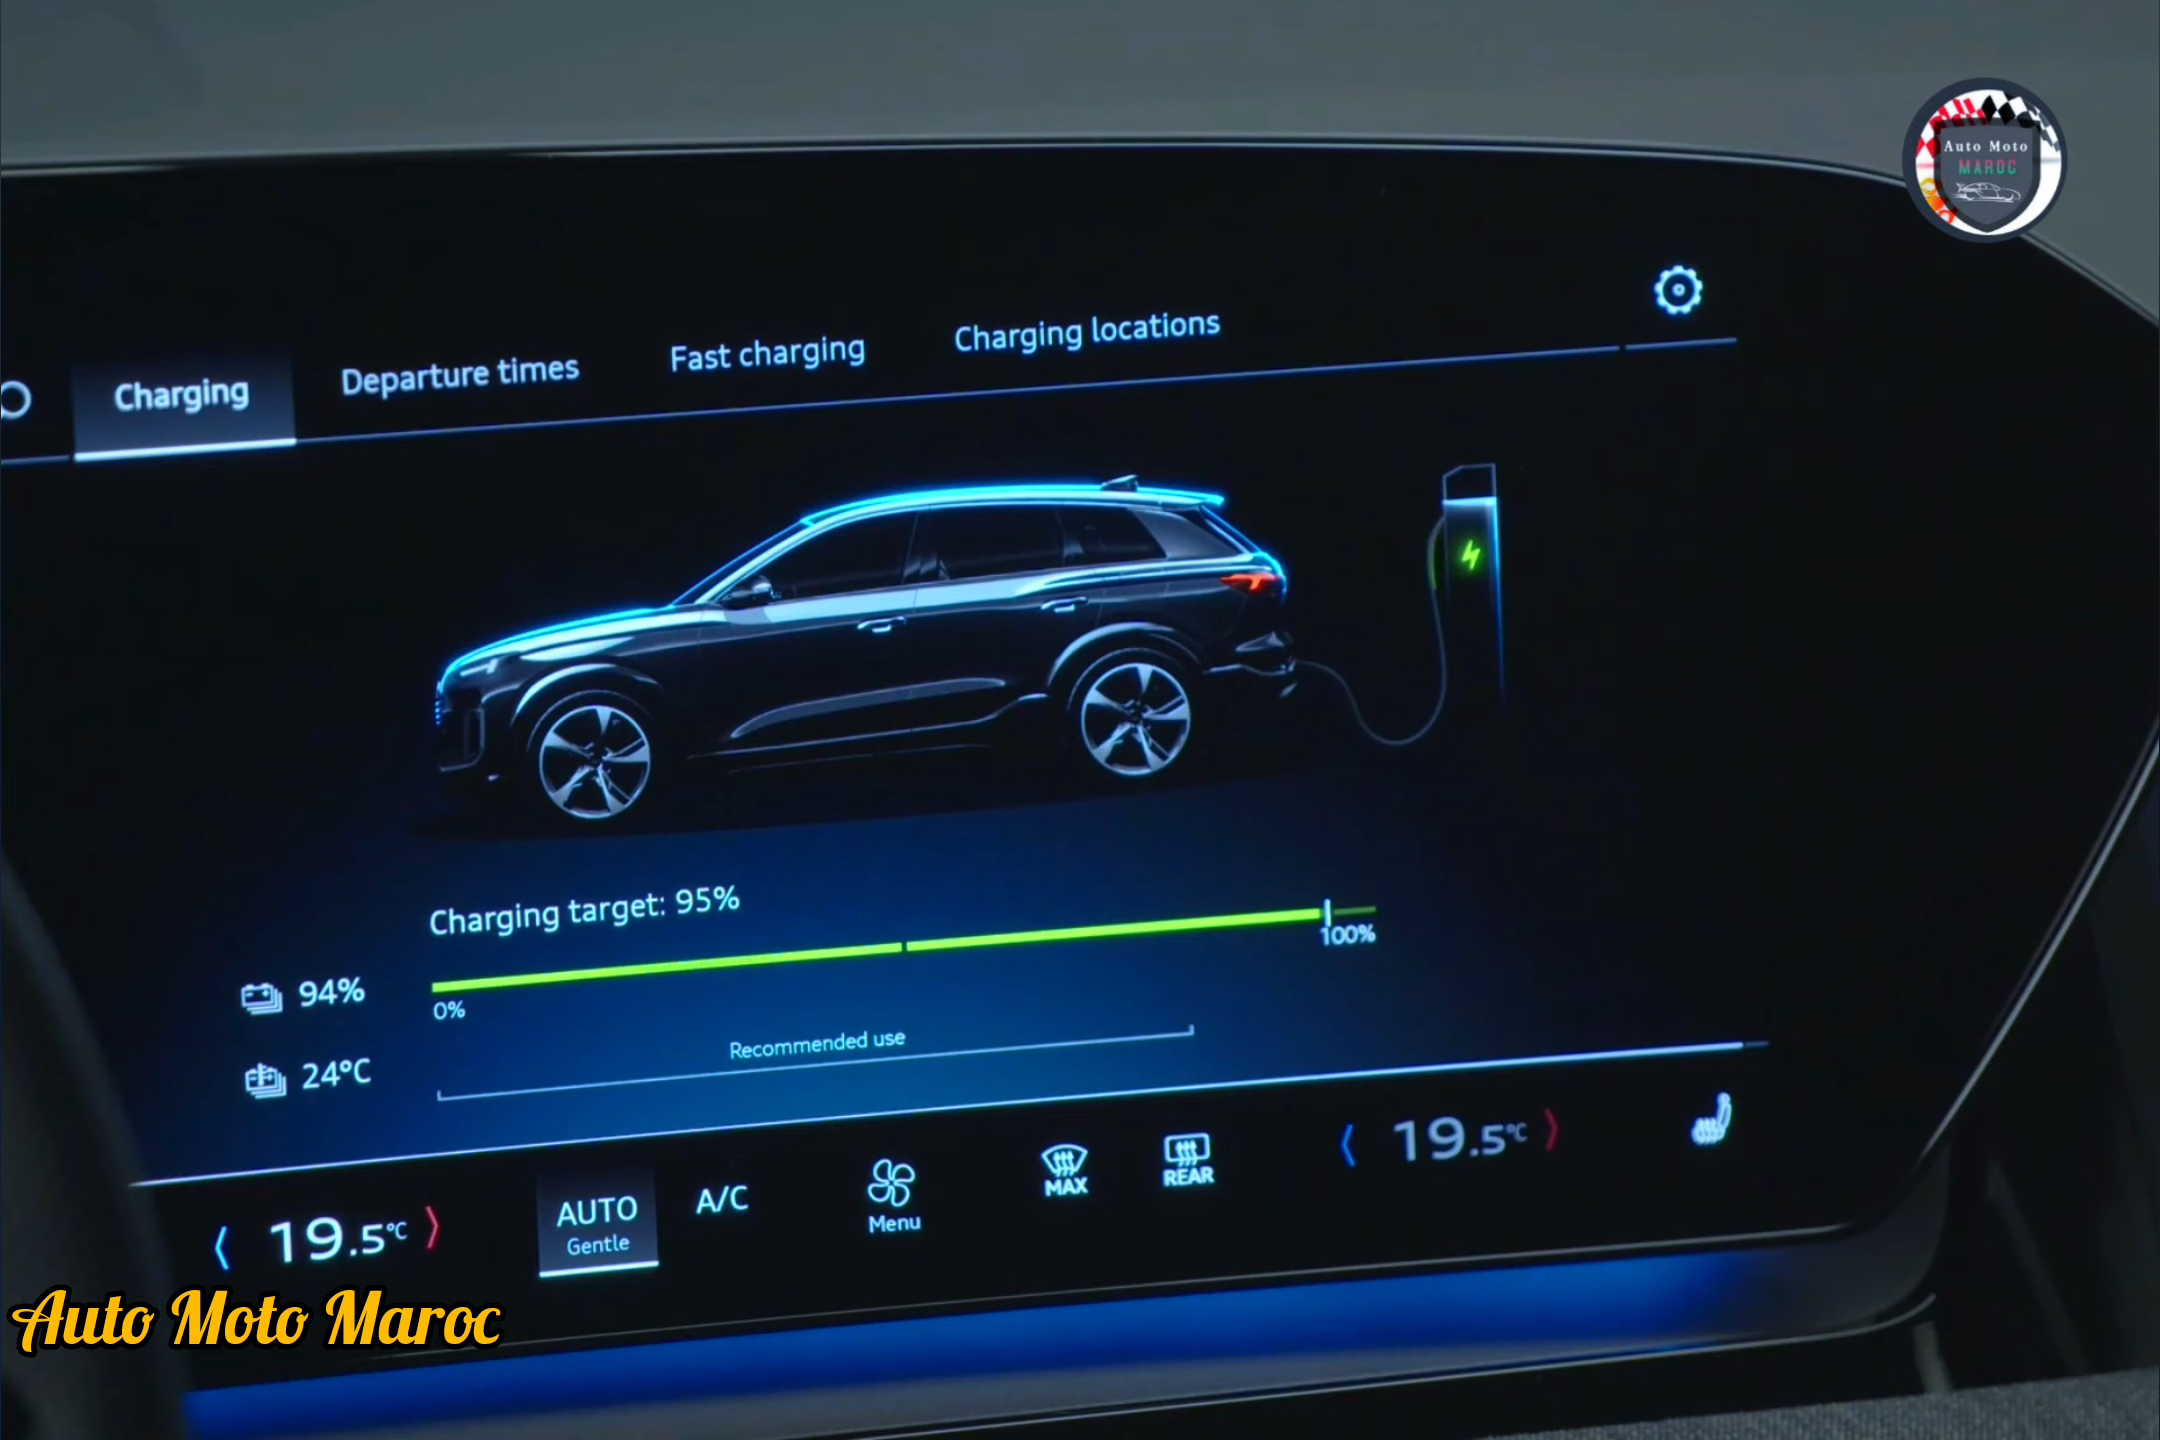 Auto Moto
MAROC
Charging
Departure times
Fast charging
Charging locations
Charging target: 95%
94%
0%
100%
24°C
Recommended use
19.5°C
AUTO
Gentle
A/C
Menu
MAX
REAR
19.5°C
Auto Moto Maroc